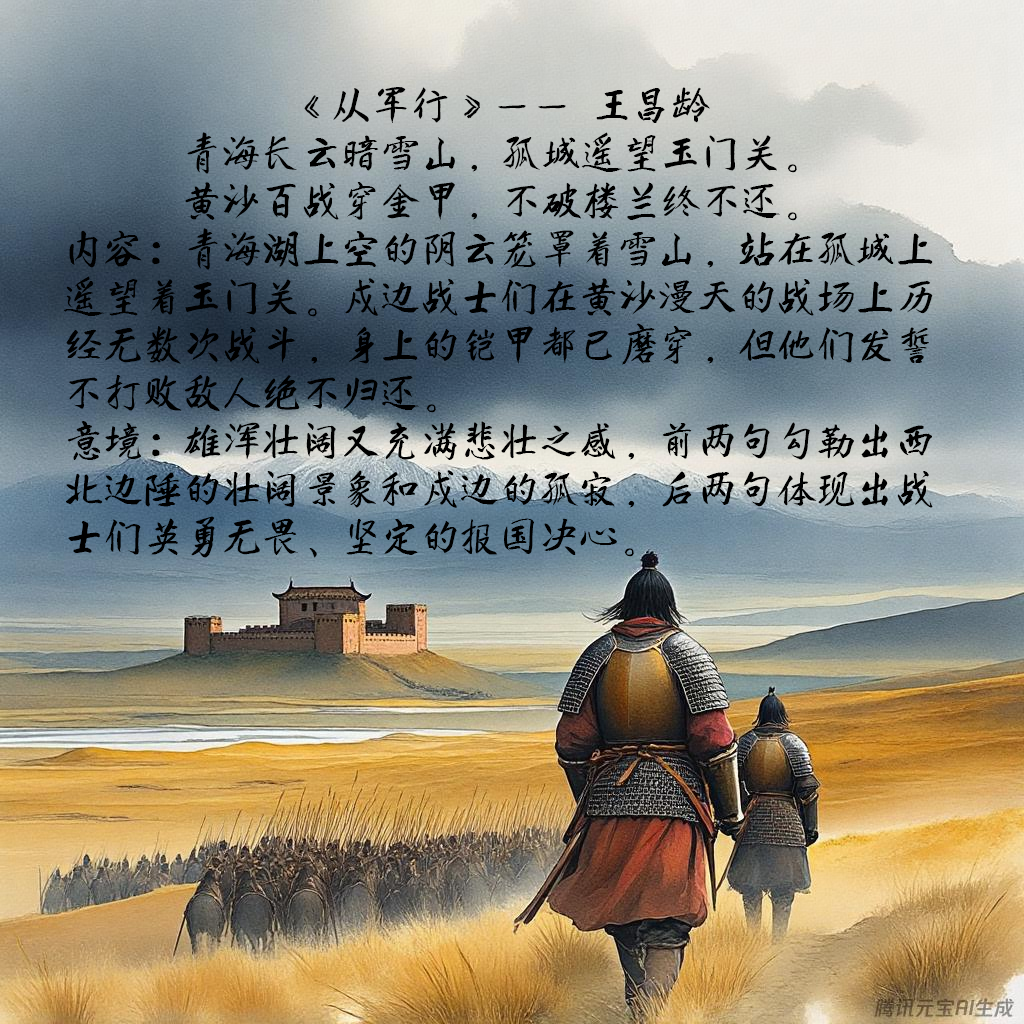 《从军行》—— 王昌龄
青海长云暗雪山，孤城遥望玉门关。
黄沙百战穿金甲，不破楼兰终不还。
内容：青海湖上空的阴云笼罩着雪山，站在孤城上
遥望着玉门关。戍边战士们在黄沙漫天的战场上历
经无数次战斗，身上的铠甲都已磨穿，但他们发誓
不打败敌人绝不归还。
意境：雄浑壮阔又充满悲壮之感，前两句勾勒出西
北边陲的壮阔景象和戍边的孤寂，后两句体现出战
士们英勇无畏、坚定的报国决心。
腾讯元宝AI生成